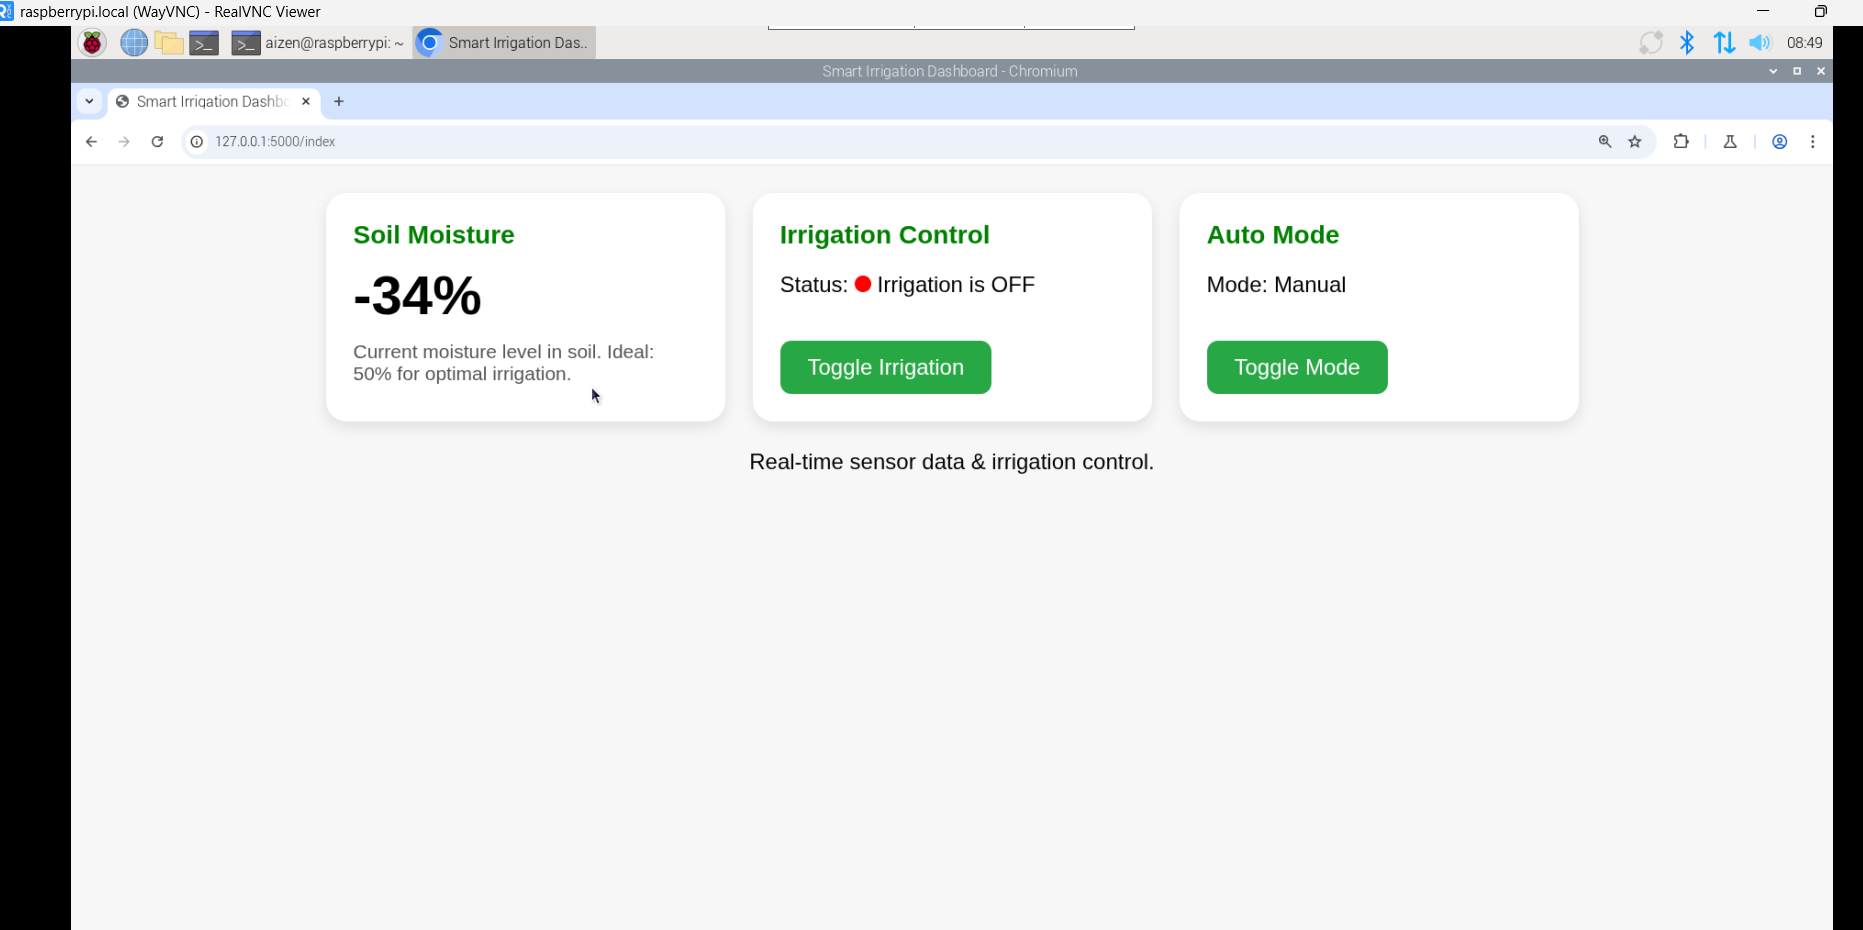 raspberrypi.local (WayVNC) - RealVNC Viewer
aizen@raspberrypi: ~
Smart Irrigation Das..
08:49
Smart Irrigation Dashboard - Chromium
Smart Irrigation Dashbo
127.0.0.1:5000/index
Soil Moisture
-34%
Current moisture level in soil. Ideal:
50% for optimal irrigation.
Irrigation Control
Status: Irrigation is OFF
Toggle Irrigation
Auto Mode
Mode: Manual
Toggle Mode
Real-time sensor data & irrigation control.